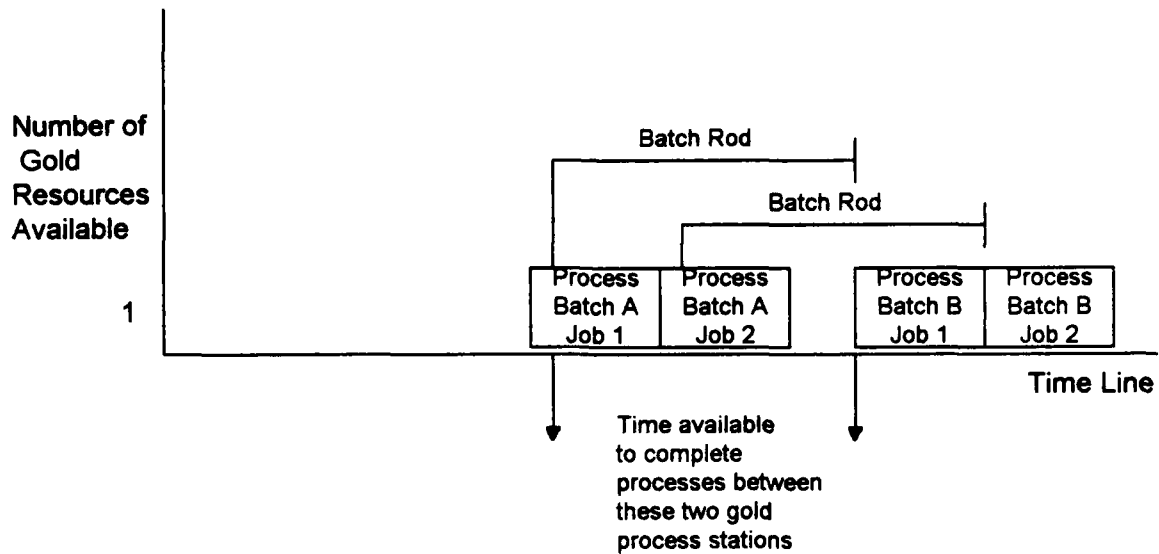 Number of
Gold
Resources
Available
1
Batch Rod
Batch Rod
Process
Batch A
Job 1
Process
Batch A
Job 2
Process
Batch B
Job 1
Process
Batch B
Job 2
Time Line
Time available
to complete
processes between
these two gold
process stations